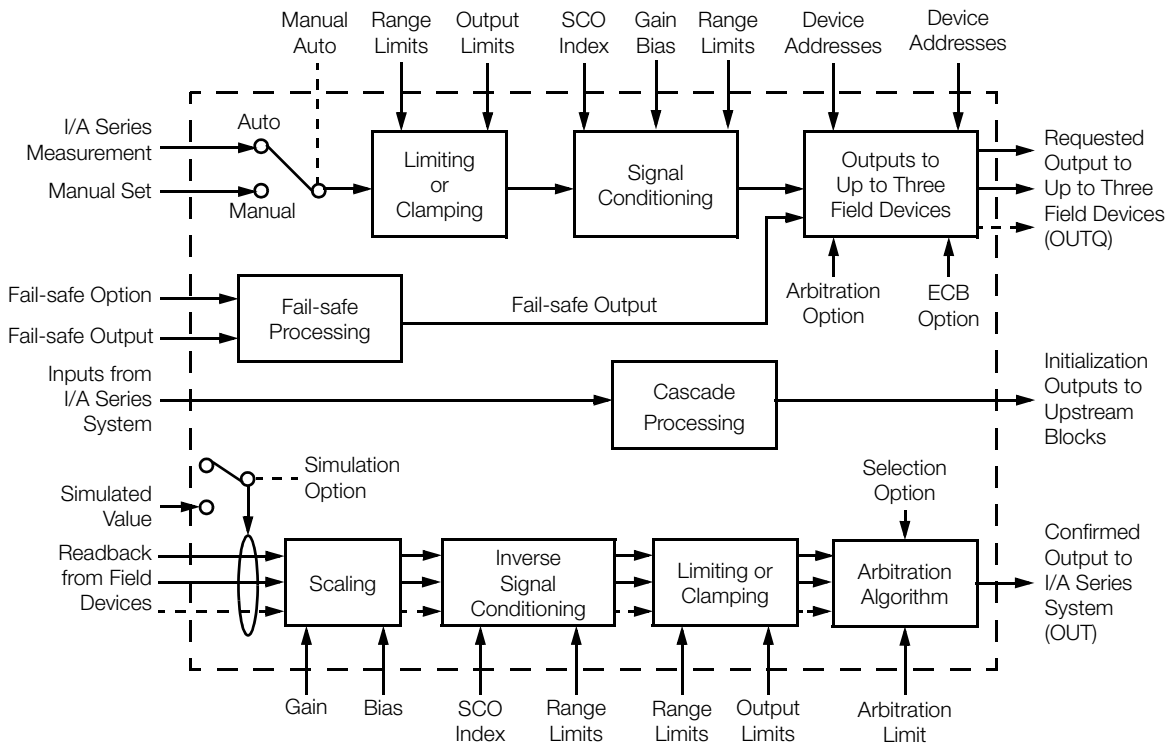 Manual
Auto
Range
Limits
Output
Limits
SCO
Index
Gain
Bias
Range
Limits
Device
Addresses
Device
Addresses
I/A Series
Measurement
Manual Set
Auto
Manual
Limiting
or
Clamping
Signal
Conditioning
Outputs to
Up to Three
Field Devices
Requested
Output to
Up to Three
Field Devices
(OUTQ)
Arbitration
Option
ECB
Option
Fail-safe Option
Fail-safe Output
Fail-safe
Processing
Fail-safe Output
Inputs from
I/A Series
System
Cascade
Processing
Initialization
Outputs to
Upstream
Blocks
Simulation
Option
Simulated
Value
Selection
Option
Readback
from Field
Devices
Scaling
Inverse
Signal
Conditioning
Limiting or
Clamping
Arbitration
Algorithm
Confirmed
Output to
I/A Series
System
(OUT)
Gain
Bias
SCO
Index
Range
Limits
Range
Limits
Output
Limits
Arbitration
Limit